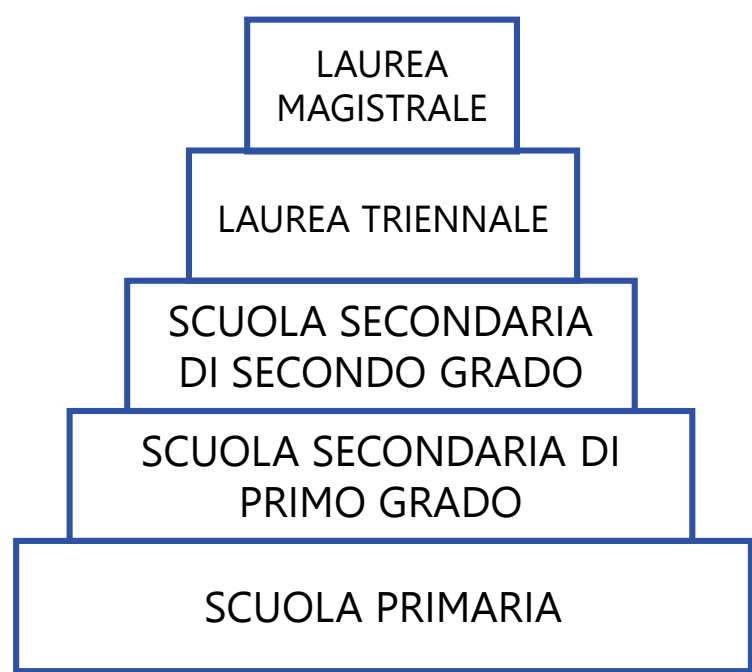 LAUREA
MAGISTRALE
LAUREA TRIENNALE
SCUOLA SECONDARIA
DI SECONDO GRADO
SCUOLA SECONDARIA DI
PRIMO GRADO
SCUOLA PRIMARIA